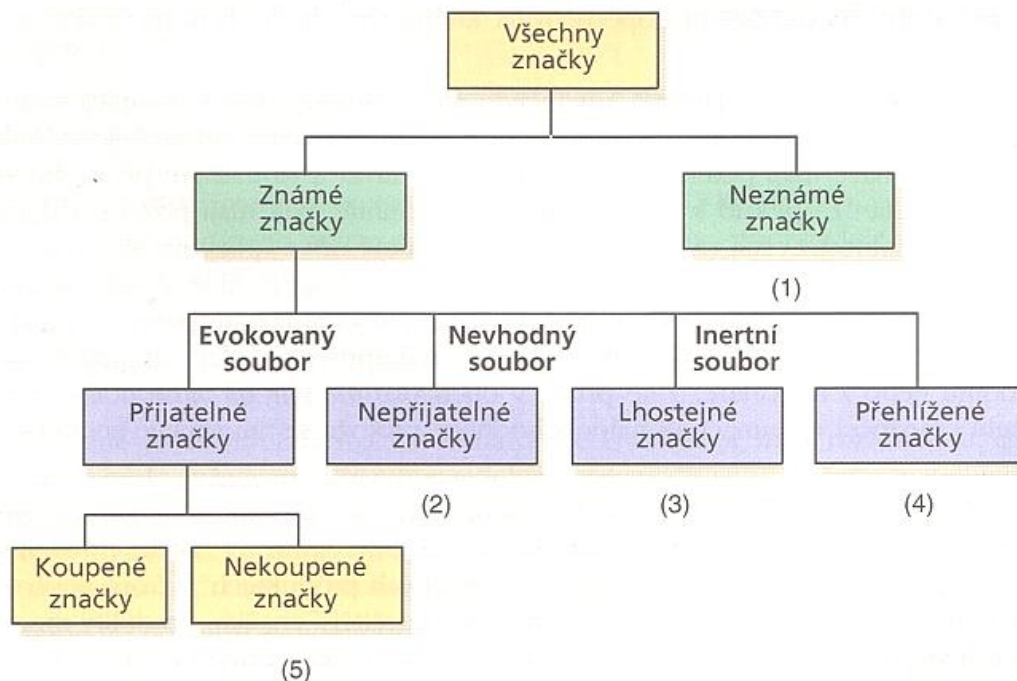 Všechny
značky
Známé
značky
Neznámé
značky
(1)
Evokovaný
soubor
Nevhodný
soubor
Inertní
soubor
Přijatelné
značky
Nepřijatelné
značky
Lhostejné
značky
Přehlížené
značky
(2)
(3)
(4)
Koupené
značky
Nekoupené
značky
(5)